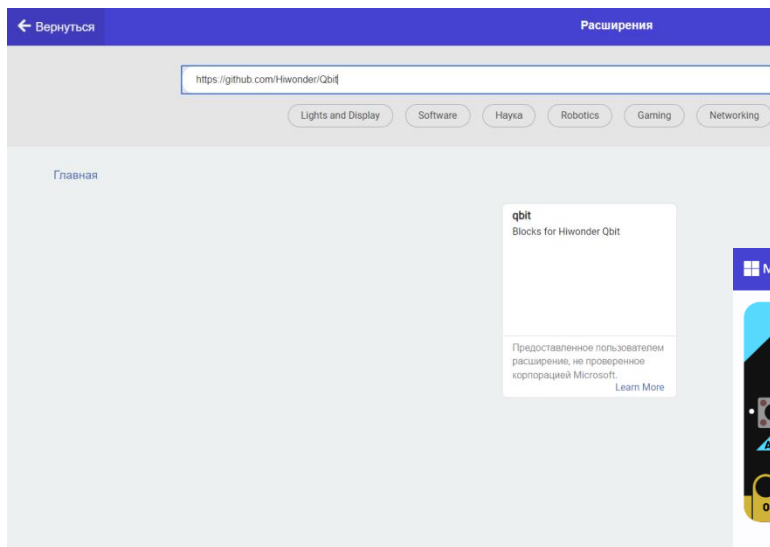 Вернуться
Расширения
https://github.com/Hiwonder/Qbit
Lights and Display
Software
Наука
Robotics
Gaming
Networking
Главная
qbit
Blocks for Hiwonder Qbit
Предоставленное пользователем
расширение, не проверенное
корпорацией Microsoft.
Learn More
M
A
0